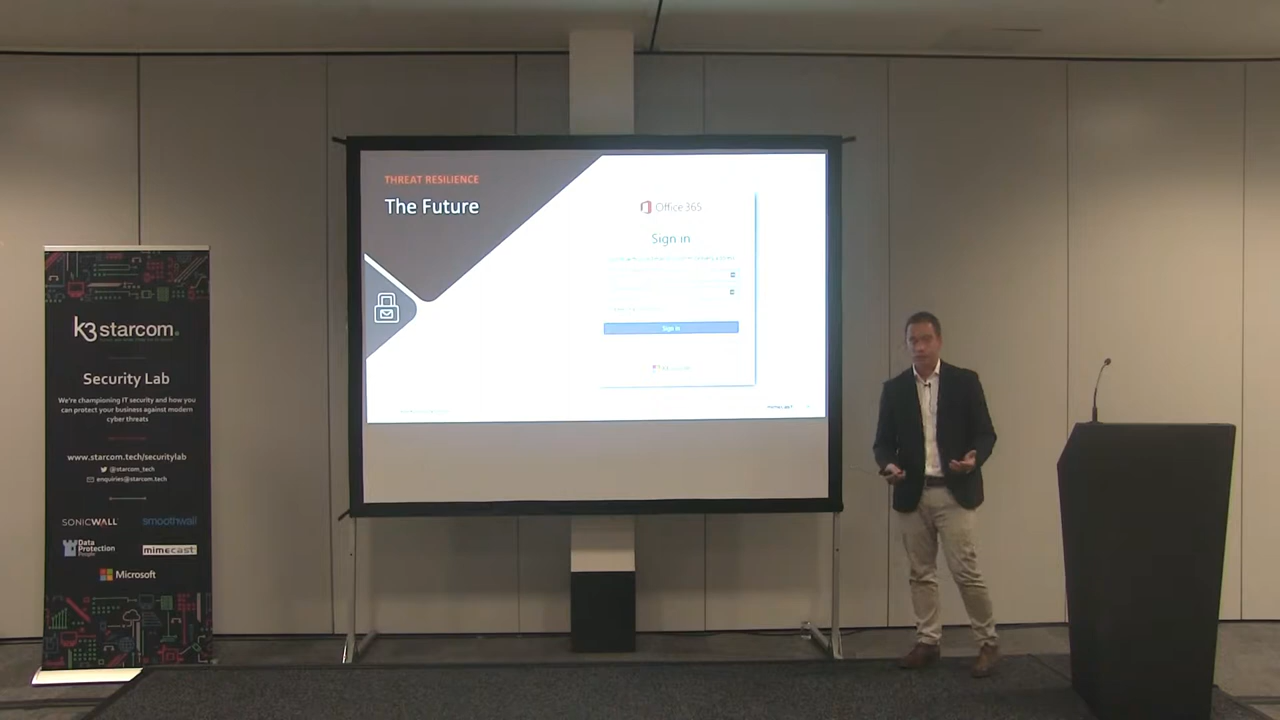 THREAT RESILIENCE
The Future
Office 365
Sign in
Sign in
mimecast
k3 starcom.
Security Lab
We're championing IT security and how you
can protect your business against modern
cyber threats
www.starcom.tech/securitylab
@starcom_tech
enquiries@starcom.tech
SONICWALL
smoothwall
Data
Protection
People
mimecast
Microsoft